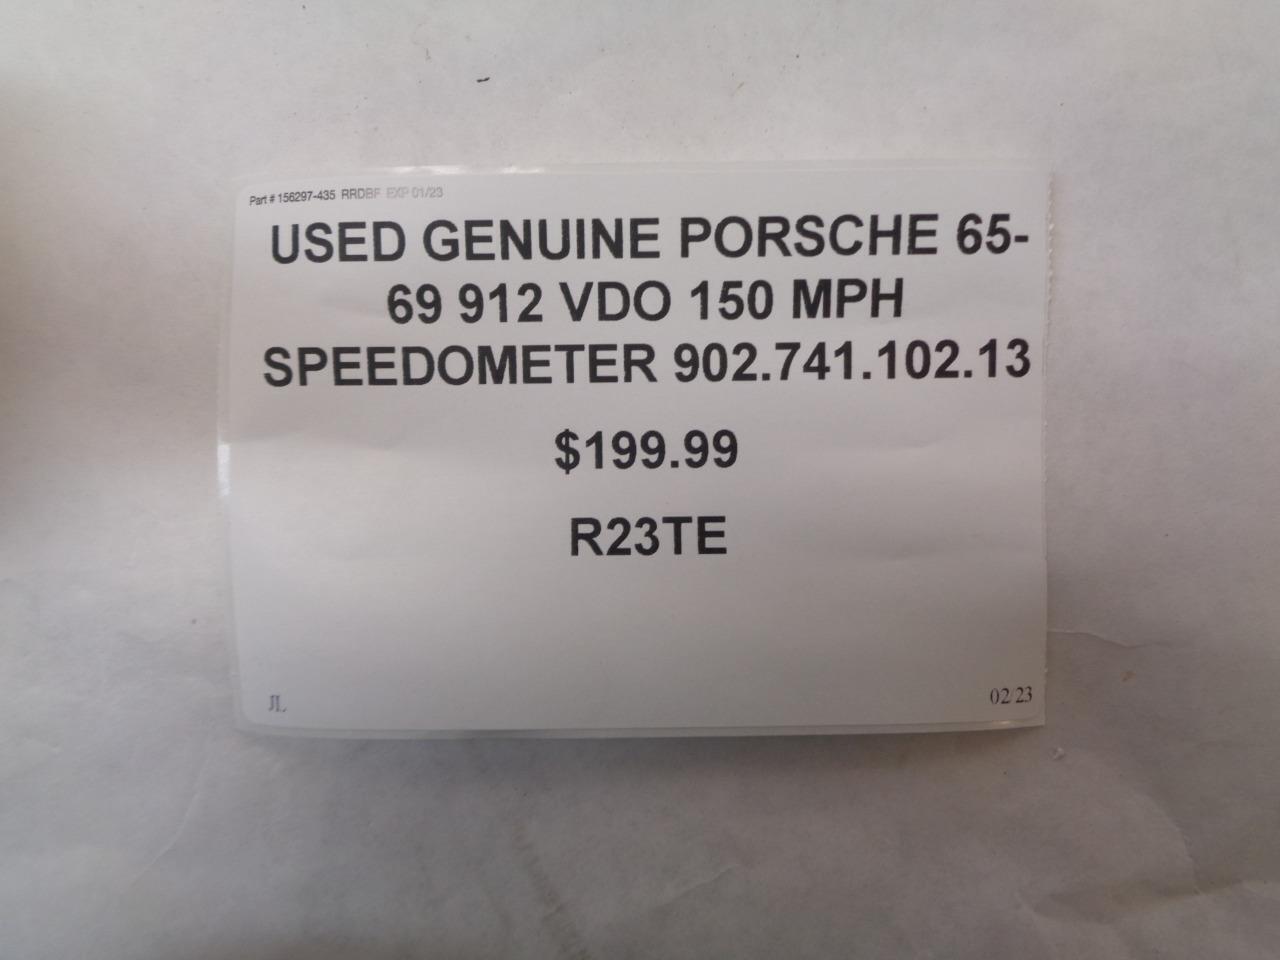 Part # 156297-435 RRDBF EXP 01/23
USED GENUINE PORSCHE 65-
69 912 VDO 150 MPH
SPEEDOMETER 902.741.102.13
$199.99
R23TE
JL 02/23